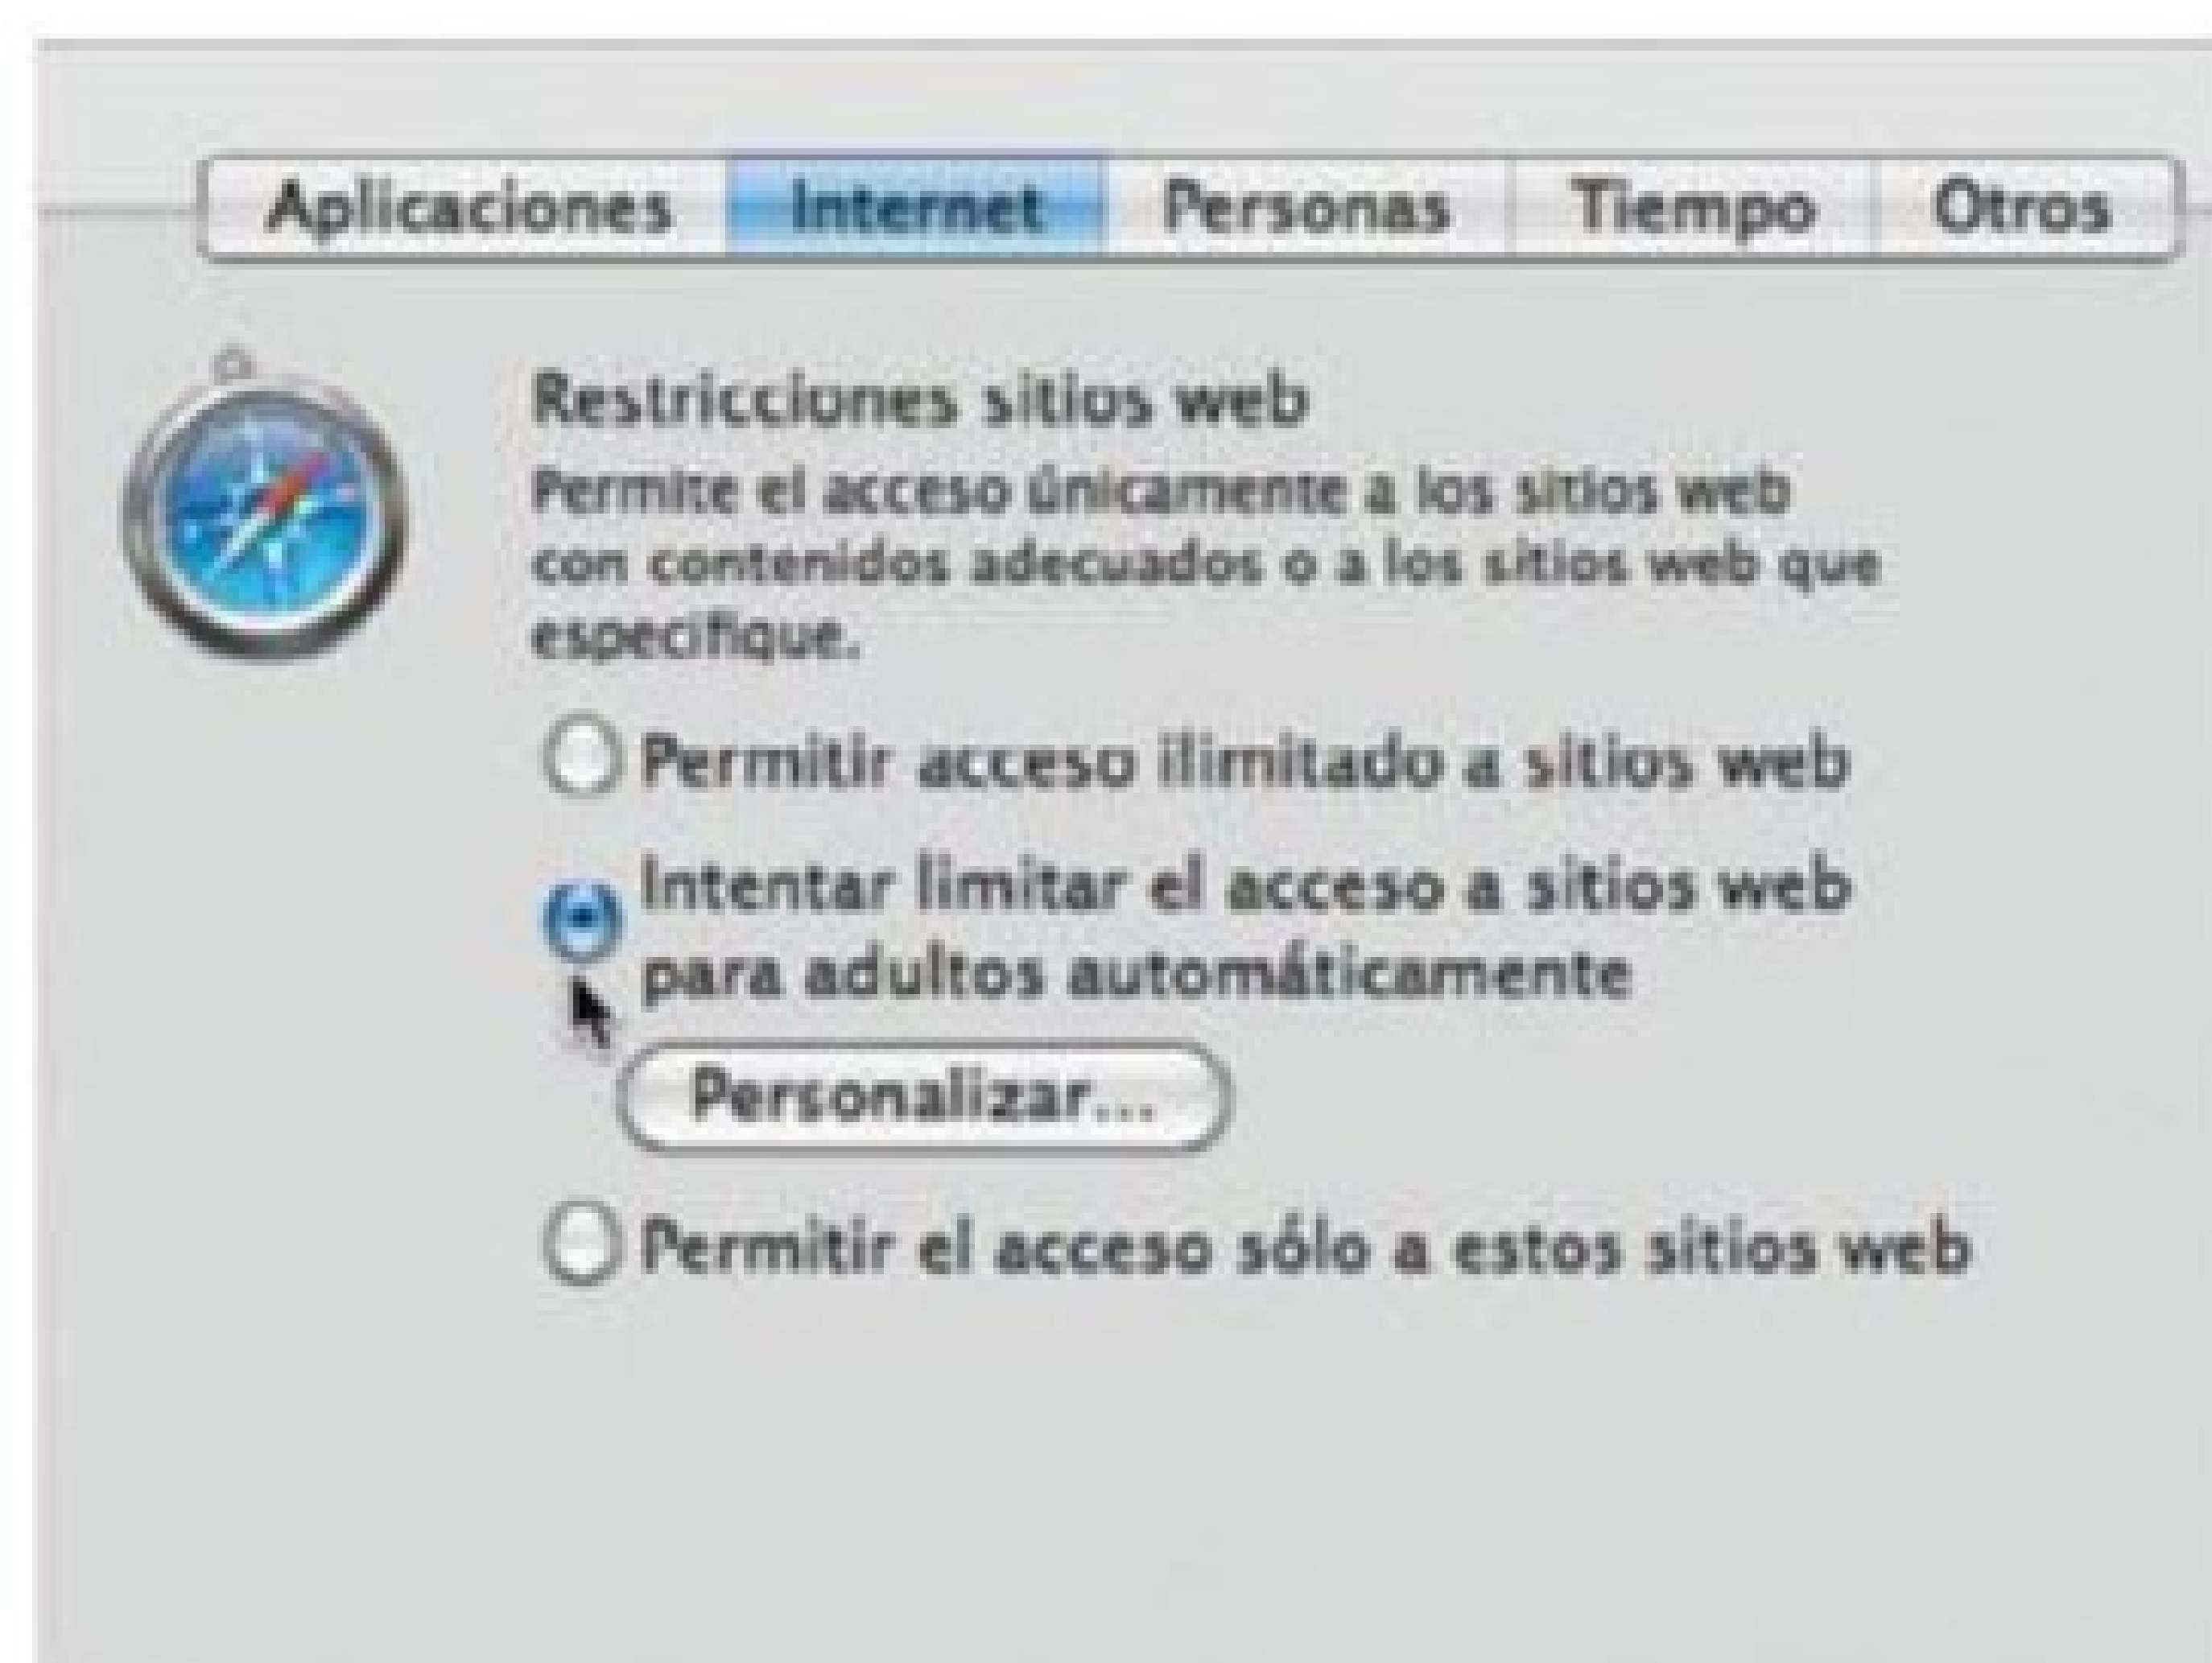 Aplicaciones Internet Personas Tiempo Otros
Restricciones sitios web
Permite el acceso únicamente a los sitios web
con contenidos adecuados o a los sitios web que
especifique.
Permitir acceso ilimitado a sitios web
Intentar limitar el acceso a sitios web
para adultos automáticamente
Personalizar...
Permitir el acceso sólo a estos sitios web